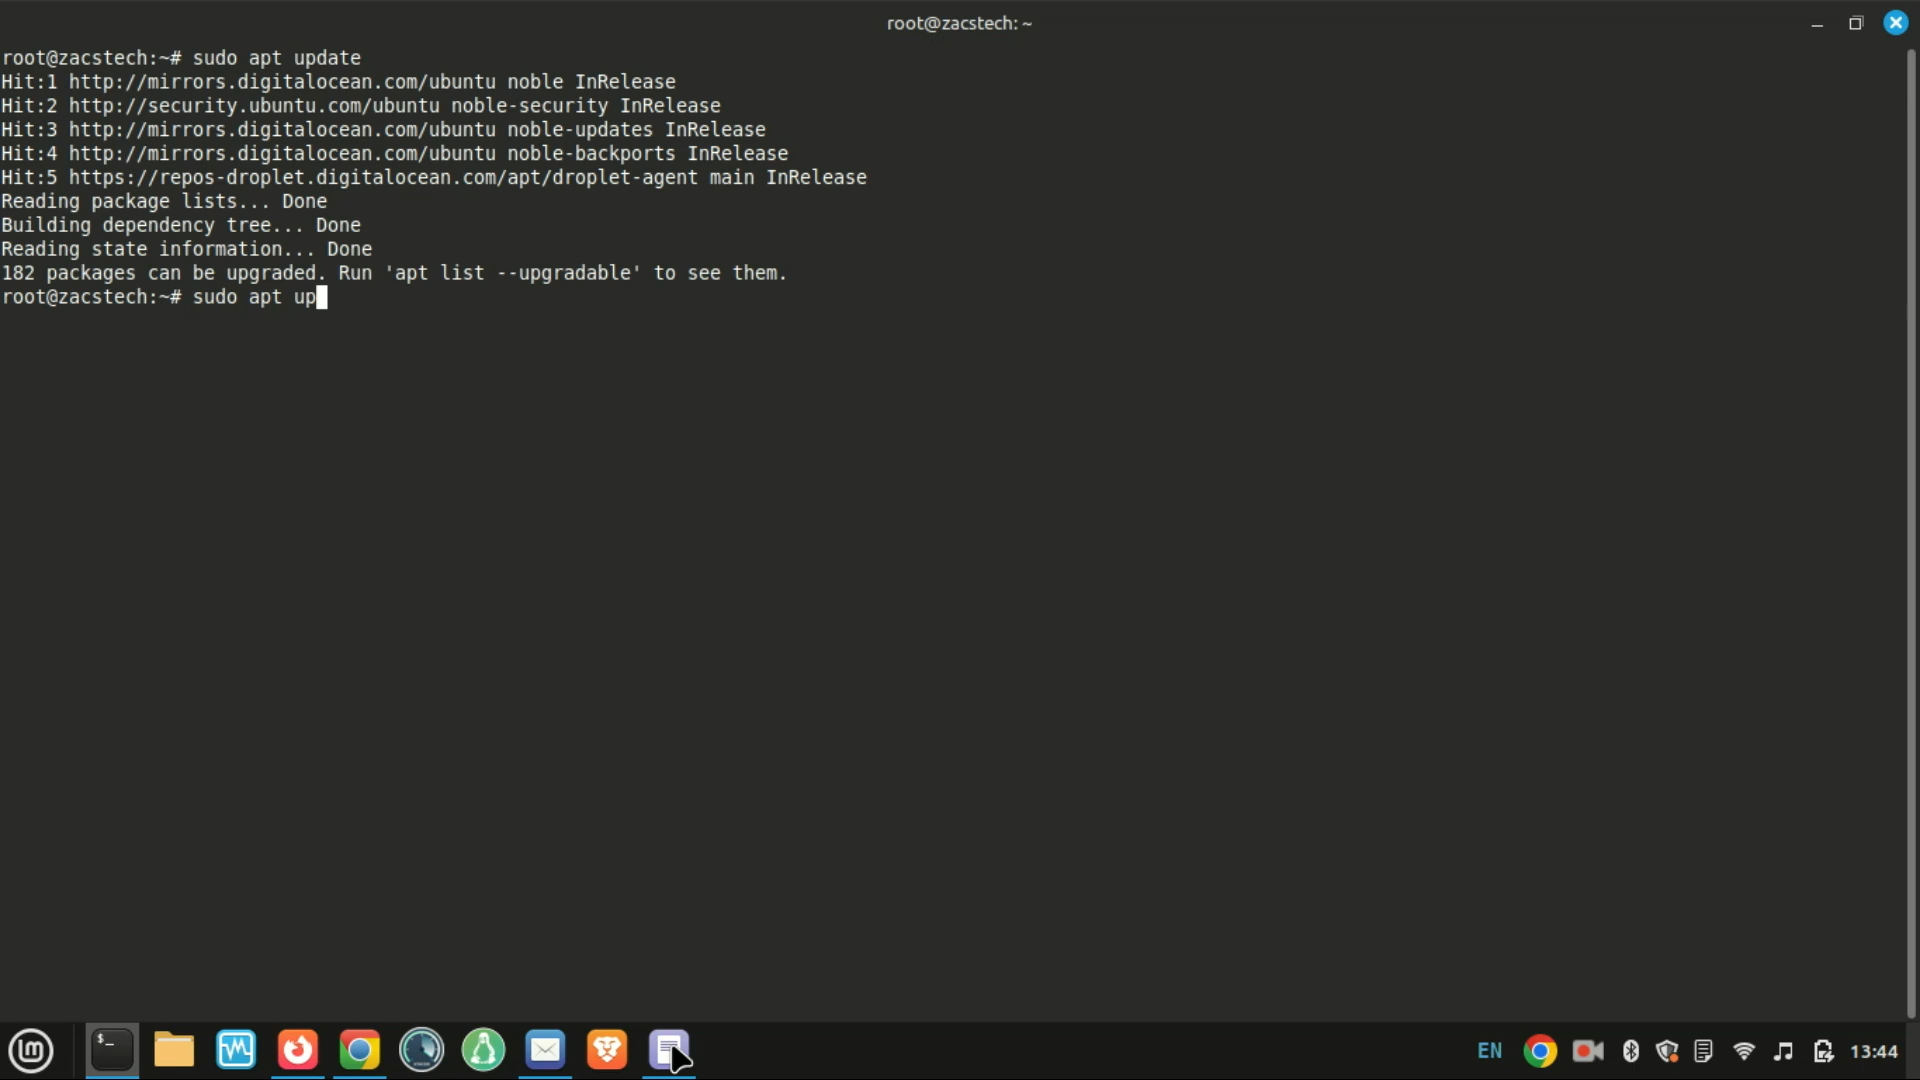 root@zacstech: ~
root@zacstech:~# sudo apt update
Hit:1 http://mirrors.digitalocean.com/ubuntu noble InRelease
Hit:2 http://security.ubuntu.com/ubuntu noble-security InRelease
Hit:3 http://mirrors.digitalocean.com/ubuntu noble-updates InRelease
Hit:4 http://mirrors.digitalocean.com/ubuntu noble-backports InRelease
Hit:5 https://repos-droplet.digitalocean.com/apt/droplet-agent main InRelease
Reading package lists... Done
Building dependency tree... Done
Reading state information... Done
182 packages can be upgraded. Run 'apt list --upgradable' to see them.
root@zacstech:~# sudo apt up
$_
EN
13:44